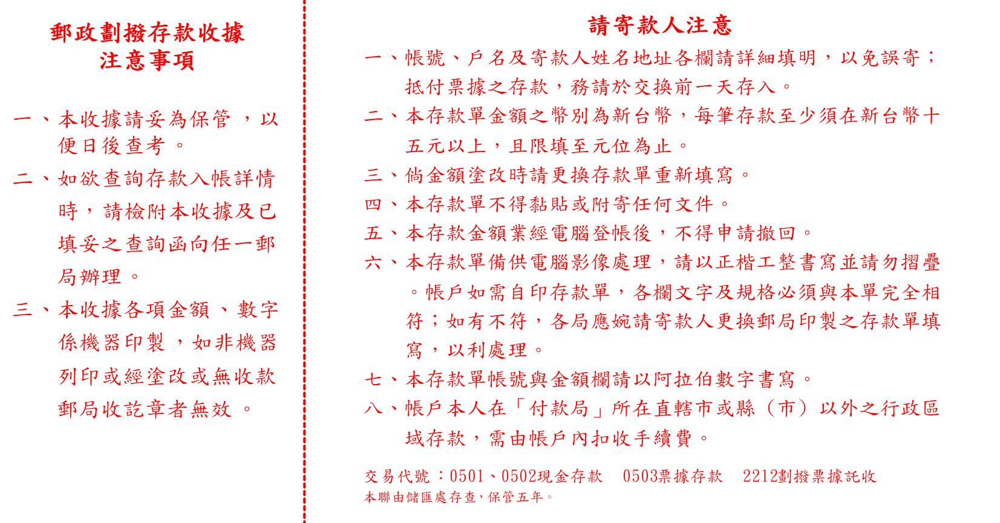 郵政劃撥存款收據
注意事項
一、本收據請妥為保管，以
便日後查考。
二、如欲查詢存款入帳詳情
時，請檢附本收據及已
填妥之查詢函向任一郵
局辦理。
三、本收據各項金額、數字
係機器印製，如非機器
列印或經塗改或無收款
郵局收訖章者無效。
請寄款人注意
一、帳號、戶名及寄款人姓名地址各欄請詳細填明，以免誤寄；
抵付票據之存款，務請於交換前一天存入。
二、本存款單金額之幣別為新台幣，每筆存款至少須在新台幣十
五元以上，且限填至元位為止。
三、倘金額塗改時請更換存款單重新填寫。
四、本存款單不得黏貼或附寄任何文件。
五、本存款金額業經電腦登帳後，不得申請撤回。
六、本存款單備供電腦影像處理，請以正楷工整書寫並請勿摺疊
。帳戶如需自印存款單，各欄文字及規格必須與本單完全相
符；如有不符，各局應婉請寄款人更換郵局印製之存款單填
寫，以利處理。
七、本存款單帳號與金額欄請以阿拉伯數字書寫。
八、帳戶本人在「付款局」所在直轄市或縣（市）以外之行政區
域存款，需由帳戶內扣收手續費。
交易代號：0501、0502現金存款　0503票據存款　2212劃撥票據託收
本聯由儲匯處存查，保管五年。